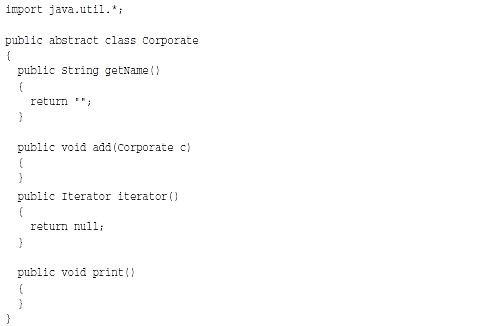 import java.util.*;
public abstract class Corporate
{
public String getName()
{
return "";
}
public void add(Corporate c)
{
}
public Iterator iterator()
{
return null;
}
public void print()
{
}
}